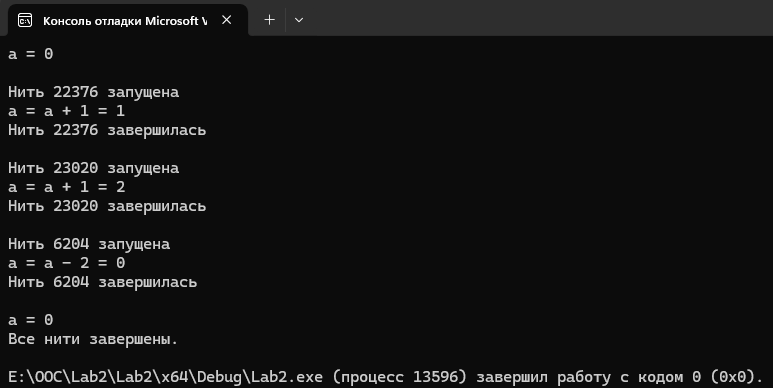 Консоль отладки Microsoft V
a = 0
Нить 22376 запущена
a = a + 1 = 1
Нить 22376 завершилась
Нить 23020 запущена
a = a + 1 = 2
Нить 23020 завершилась
Нить 6204 запущена
a = a - 2 = 0
Нить 6204 завершилась
a = 0
Все нити завершены.
E:\OOC\Lab2\Lab2\x64\Debug\Lab2.exe (процесс 13596) завершил работу с кодом 0 (0x0).